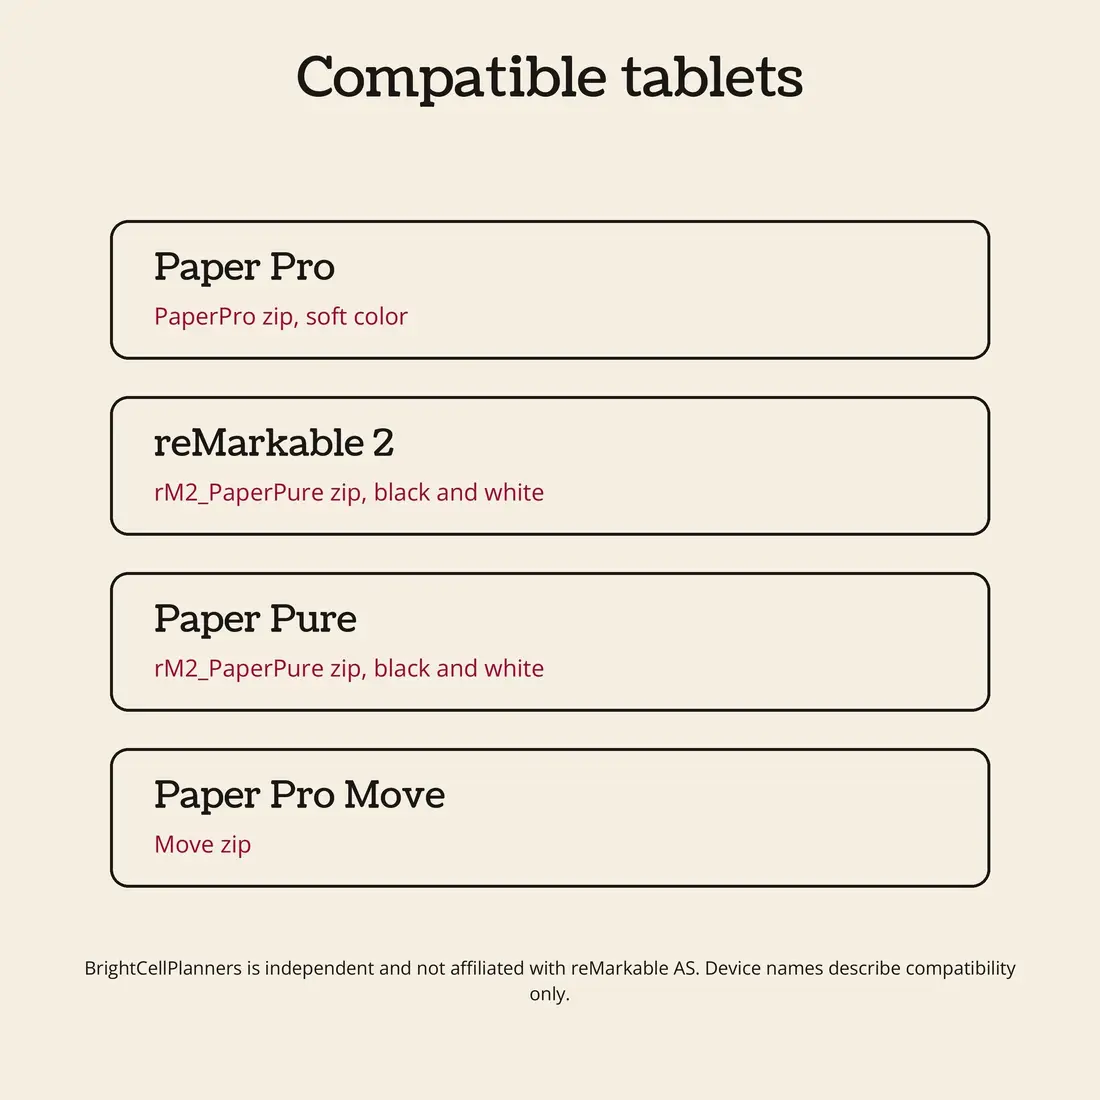 Compatible tablets
Paper Pro
PaperPro zip, soft color
reMarkable 2
rM2_PaperPure zip, black and white
Paper Pure
rM2_PaperPure zip, black and white
Paper Pro Move
Move zip
BrightCellPlanners is independent and not affiliated with reMarkable AS. Device names describe compatibility
only.